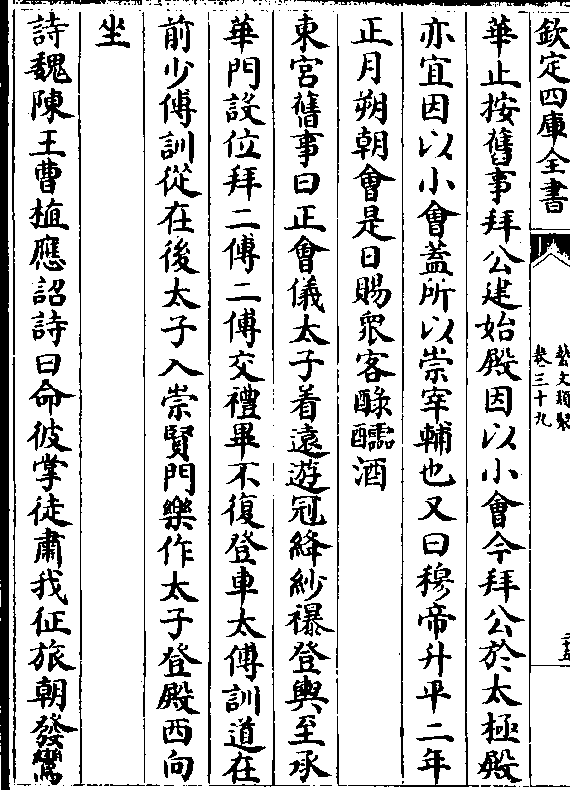 欽定四庫全書
藝文類聚
卷三十九
華止按舊事拜公建始殿因以小會今拜公於太極殿
亦宜因以小會蓋所以崇宰輔也又曰穆帝升平二年
正月朔朝會是日賜衆客醁醽酒
東宮舊事曰正會儀太子着遠遊冠絳紗襮登輿至承
華門設位拜二傅二傅交禮畢不復登車太傅訓道在
前少傅訓從在後太子入崇賢門樂作太子登殿西向
坐
詩魏陳王曹植應詔詩曰命彼掌徒肅我征旅朝發鸞